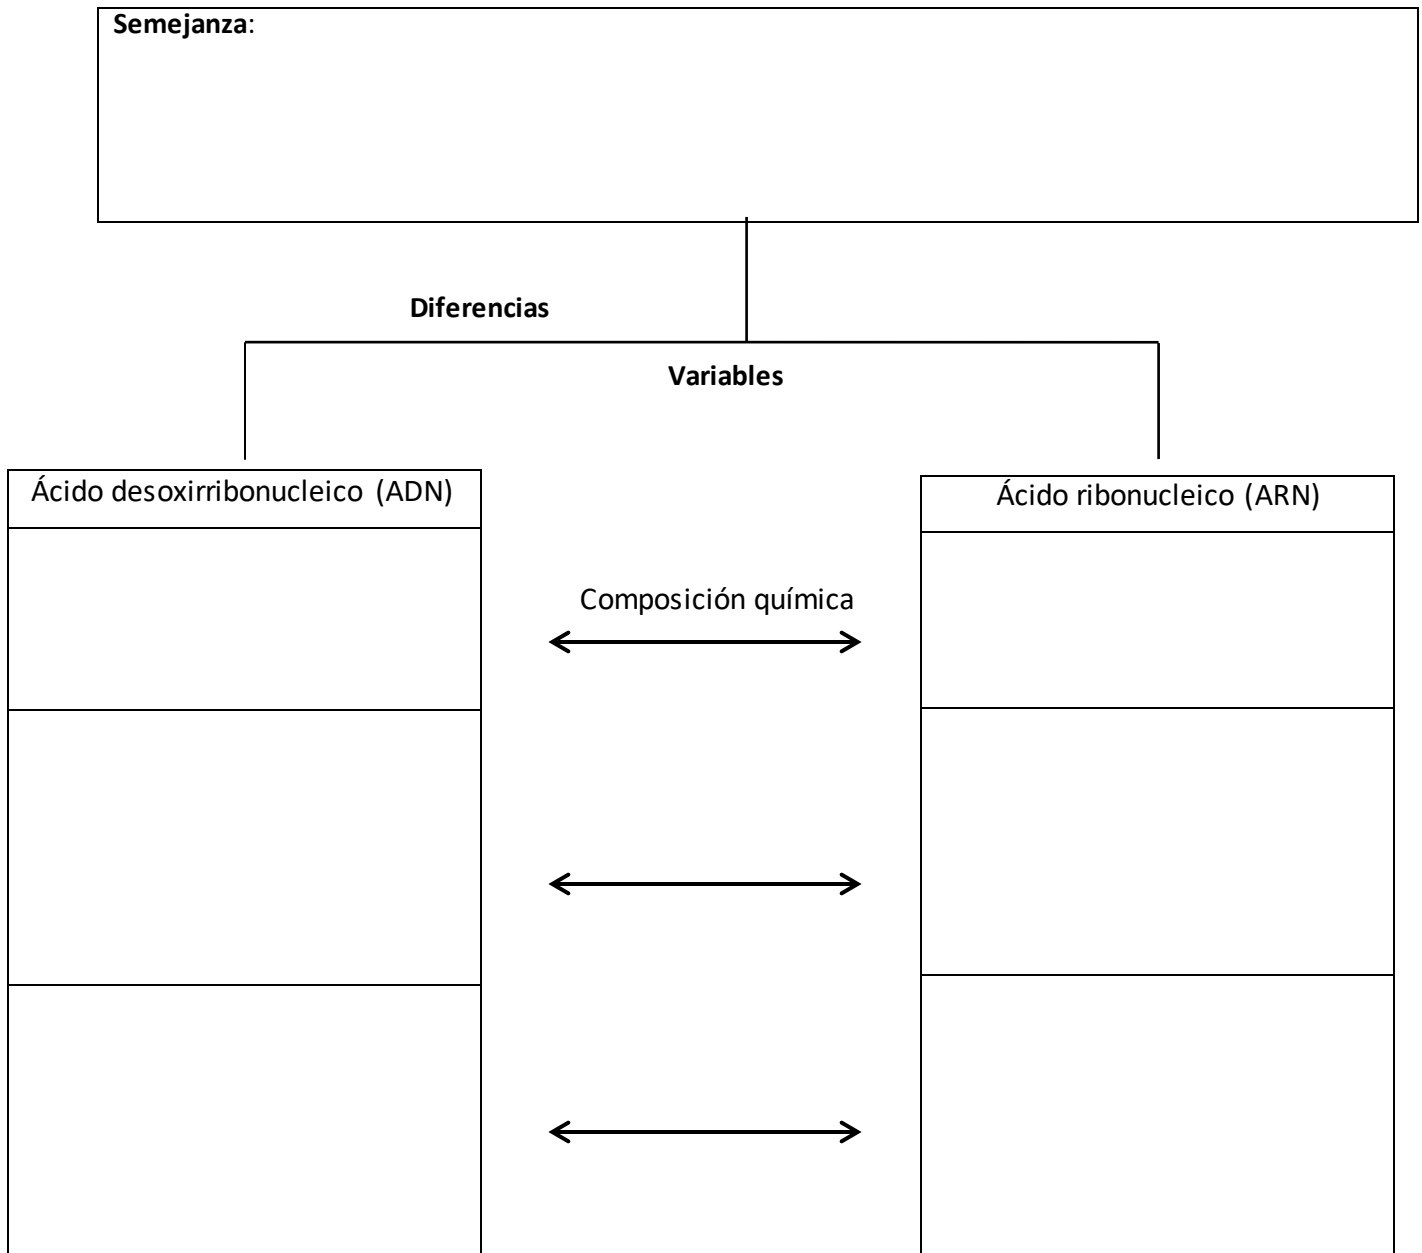 Semejanza:
Diferencias
Variables
Ácido desoxirribonucleico (ADN)
Ácido ribonucleico (ARN)
Composición química